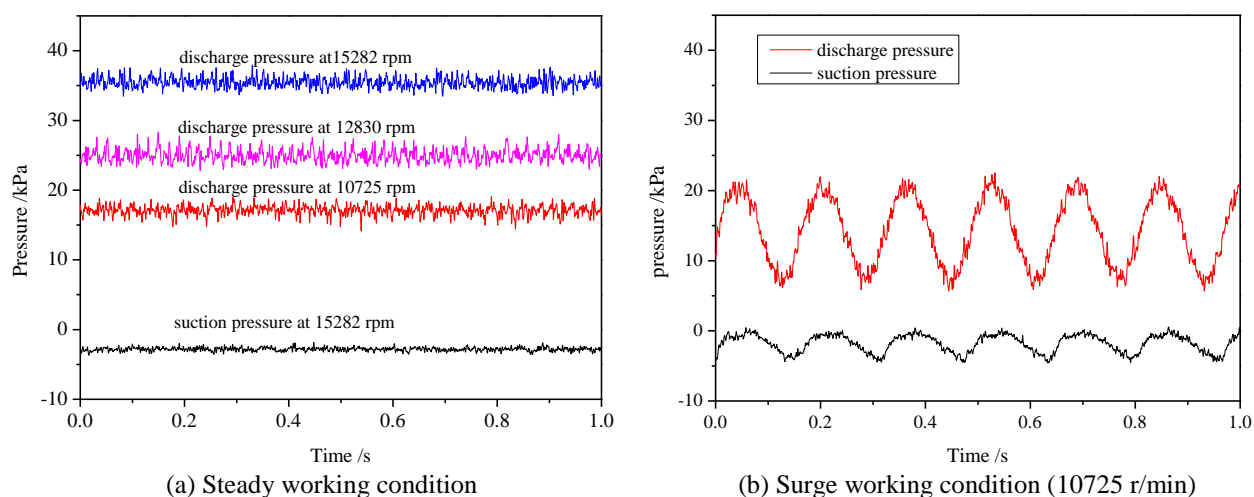 discharge pressure at15282 rpm
discharge pressure at 12830 rpm
discharge pressure at 10725 rpm
suction pressure at 15282 rpm
Pressure /kPa
40
30
20
10
0
-10
0.0 0.2 0.4 0.6 0.8 1.0
Time /s
(a) Steady working condition
discharge pressure
suction pressure
pressure /kPa
40
30
20
10
0
-10
0.0 0.2 0.4 0.6 0.8 1.0
Time /s
(b) Surge working condition (10725 r/min)